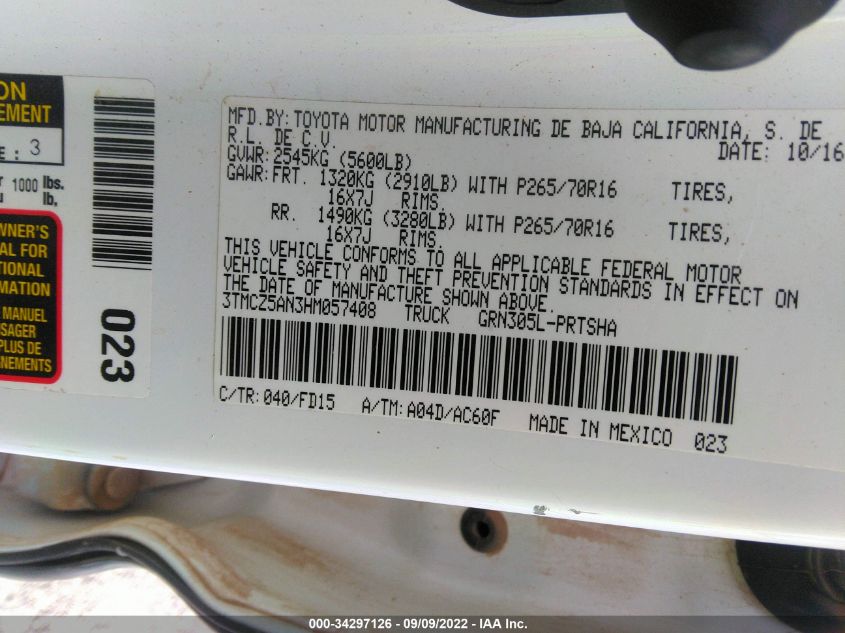 ON
EMENT
E : 3
r 1000 lbs.
u lb.
WNER'S
AL FOR
TIONAL
RMATION
MANUEL
SAGER
PLUS DE
GNEMENTS
023
MFD.BY:TOYOTA MOTOR MANUFACTURING DE BAJA CALIFORNIA, S. DE
R.L. DE C.V. DATE: 10/16
GVWR:2545KG (5600LB)
GAWR:FRT. 1320KG (2910LB) WITH P265/70R16 TIRES,
16X7J RIMS.
RR. 1490KG (3280LB) WITH P265/70R16 TIRES,
16X7J RIMS.
THIS VEHICLE CONFORMS TO ALL APPLICABLE FEDERAL MOTOR
VEHICLE SAFETY AND THEFT PREVENTION STANDARDS IN EFFECT ON
THE DATE OF MANUFACTURE SHOWN ABOVE.
3TMCZ5AN3HM057408 TRUCK GRN305L-PRTSHA
C/TR:040/FD15 A/TM:A04D/AC60F MADE IN MEXICO 023
000-34297126 - 09/09/2022 - IAA Inc.